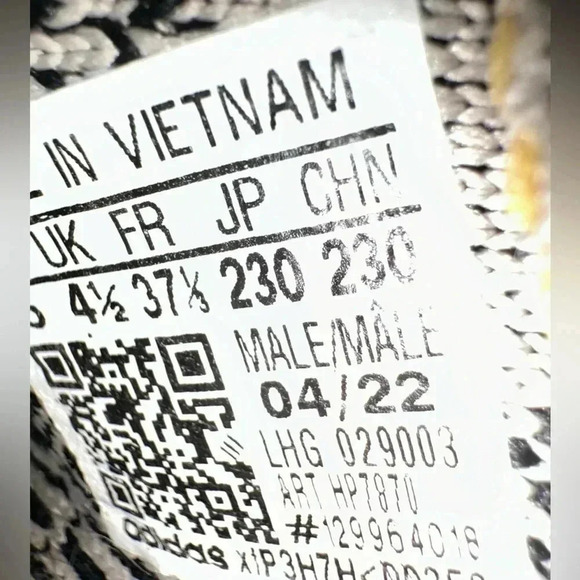 IN VIETNAM
UK FR JP CHN
4½ 37⅓ 230 230
MALE/MÂLE
04/22
LHG 029003
ART HP7870
#129964018
adidas